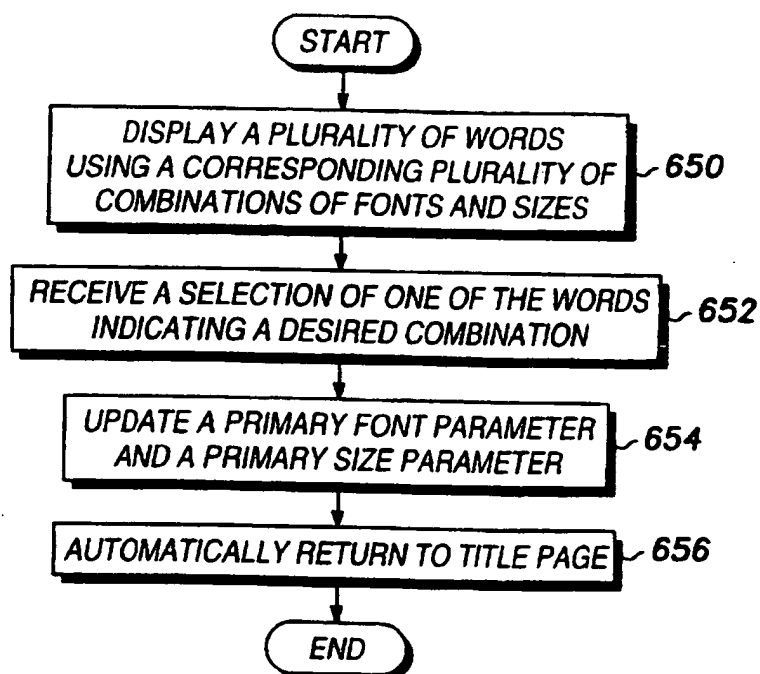 START
DISPLAY A PLURALITY OF WORDS
USING A CORRESPONDING PLURALITY OF
COMBINATIONS OF FONTS AND SIZES
650
RECEIVE A SELECTION OF ONE OF THE WORDS
INDICATING A DESIRED COMBINATION
652
UPDATE A PRIMARY FONT PARAMETER
AND A PRIMARY SIZE PARAMETER
654
AUTOMATICALLY RETURN TO TITLE PAGE
656
END